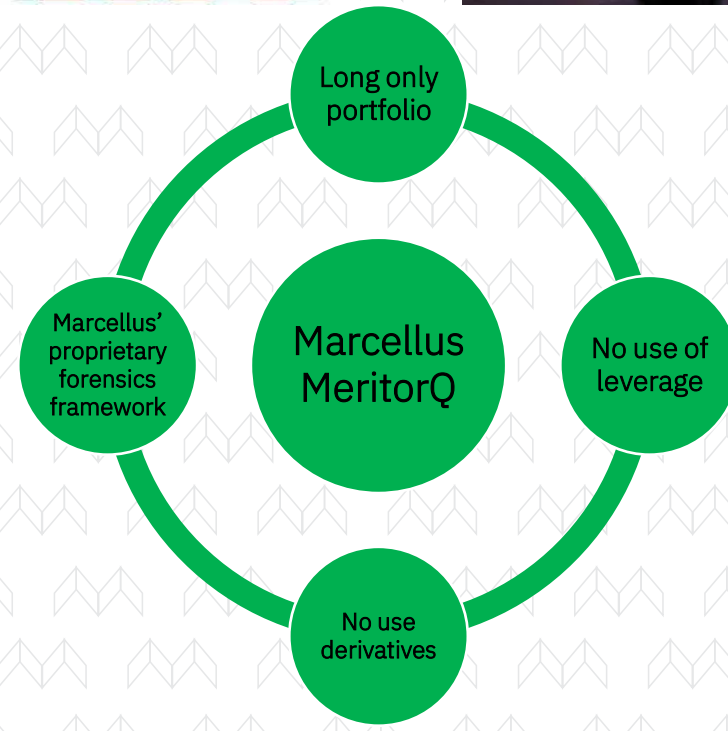 Long only
portfolio
Marcellus’
proprietary
forensics
framework
Marcellus
MeritorQ
No use of
leverage
No use
derivatives